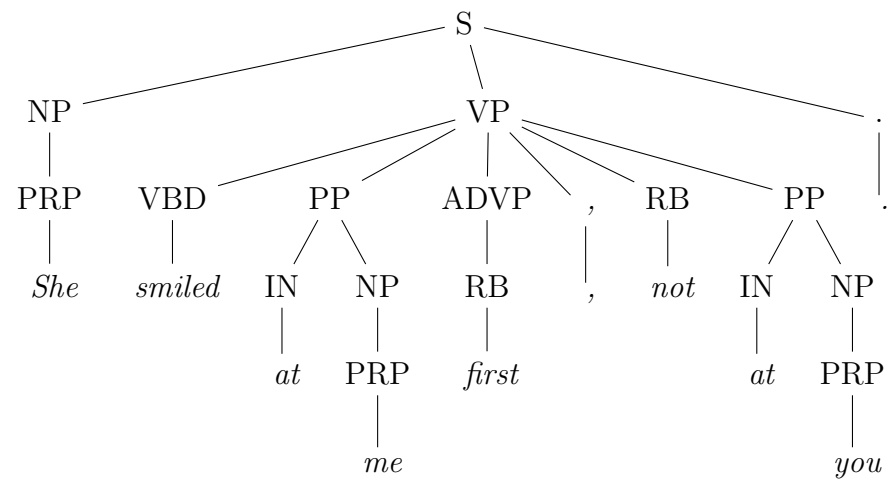 S
NP VP .
PRP VBD PP ADVP , RB PP .
She smiled IN NP RB , not IN NP
at PRP first at PRP
me you